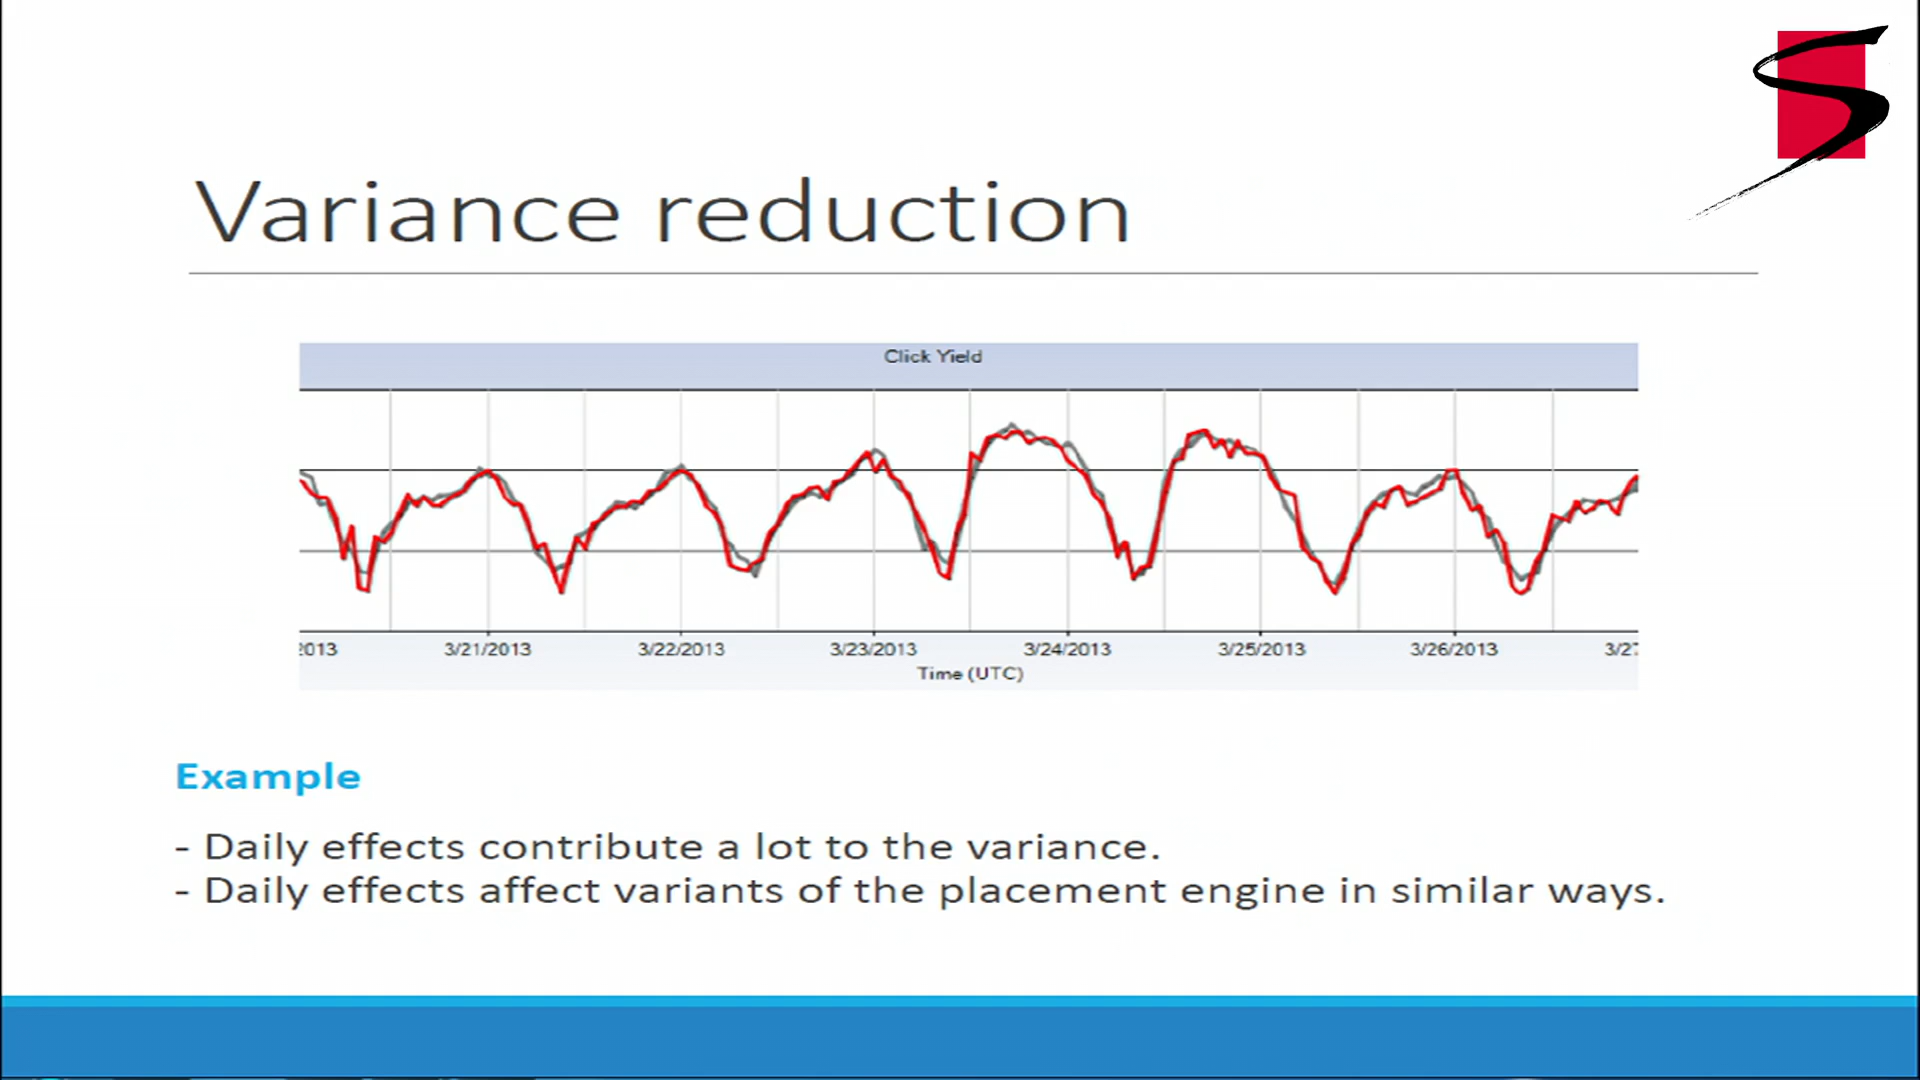 Variance reduction
Click Yield
2013 3/21/2013 3/22/2013 3/23/2013 3/24/2013 3/25/2013 3/26/2013 3/27
Time (UTC)
Example
- Daily effects contribute a lot to the variance.
- Daily effects affect variants of the placement engine in similar ways.